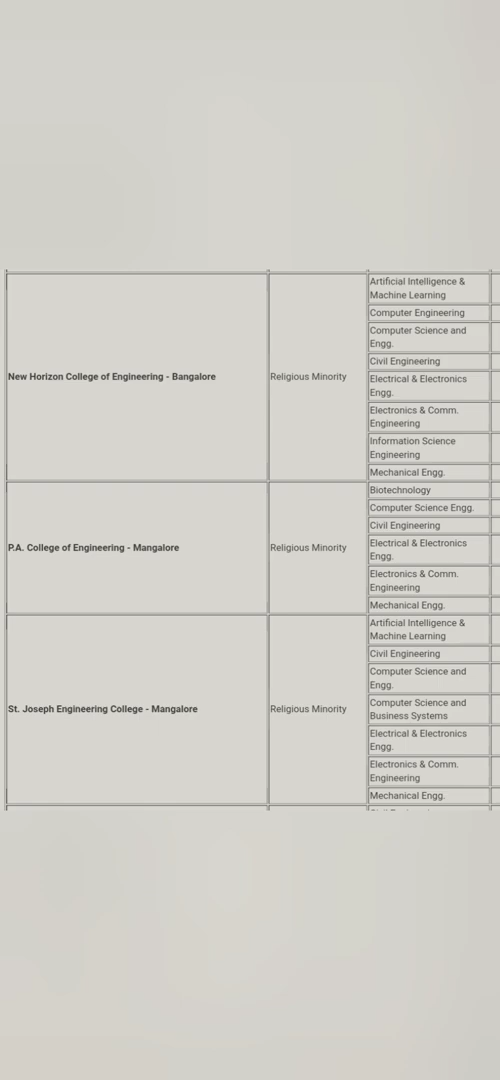 New Horizon College of Engineering - Bangalore
Religious Minority
Artificial Intelligence &
Machine Learning
Computer Engineering
Computer Science and
Engg.
Civil Engineering
Electrical & Electronics
Engg.
Electronics & Comm.
Engineering
Information Science
Engineering
Mechanical Engg.
P.A. College of Engineering - Mangalore
Religious Minority
Biotechnology
Computer Science Engg.
Civil Engineering
Electrical & Electronics
Engg.
Electronics & Comm.
Engineering
Mechanical Engg.
St. Joseph Engineering College - Mangalore
Religious Minority
Artificial Intelligence &
Machine Learning
Civil Engineering
Computer Science and
Engg.
Computer Science and
Business Systems
Electrical & Electronics
Engg.
Electronics & Comm.
Engineering
Mechanical Engg.